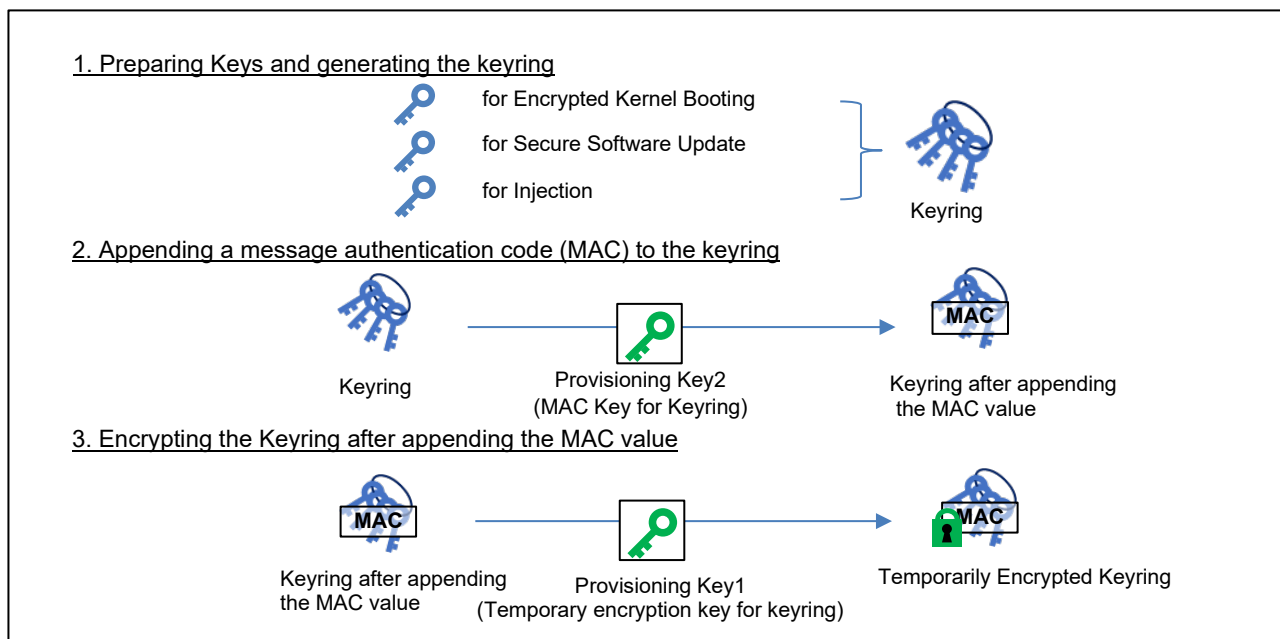 1. Preparing Keys and generating the keyring
for Encrypted Kernel Booting
for Secure Software Update
for Injection
Keyring
2. Appending a message authentication code (MAC) to the keyring
MAC
Keyring
Provisioning Key2
(MAC Key for Keyring)
Keyring after appending
the MAC value
3. Encrypting the Keyring after appending the MAC value
MAC
MAC
Keyring after appending
the MAC value
Provisioning Key1
(Temporary encryption key for keyring)
Temporarily Encrypted Keyring